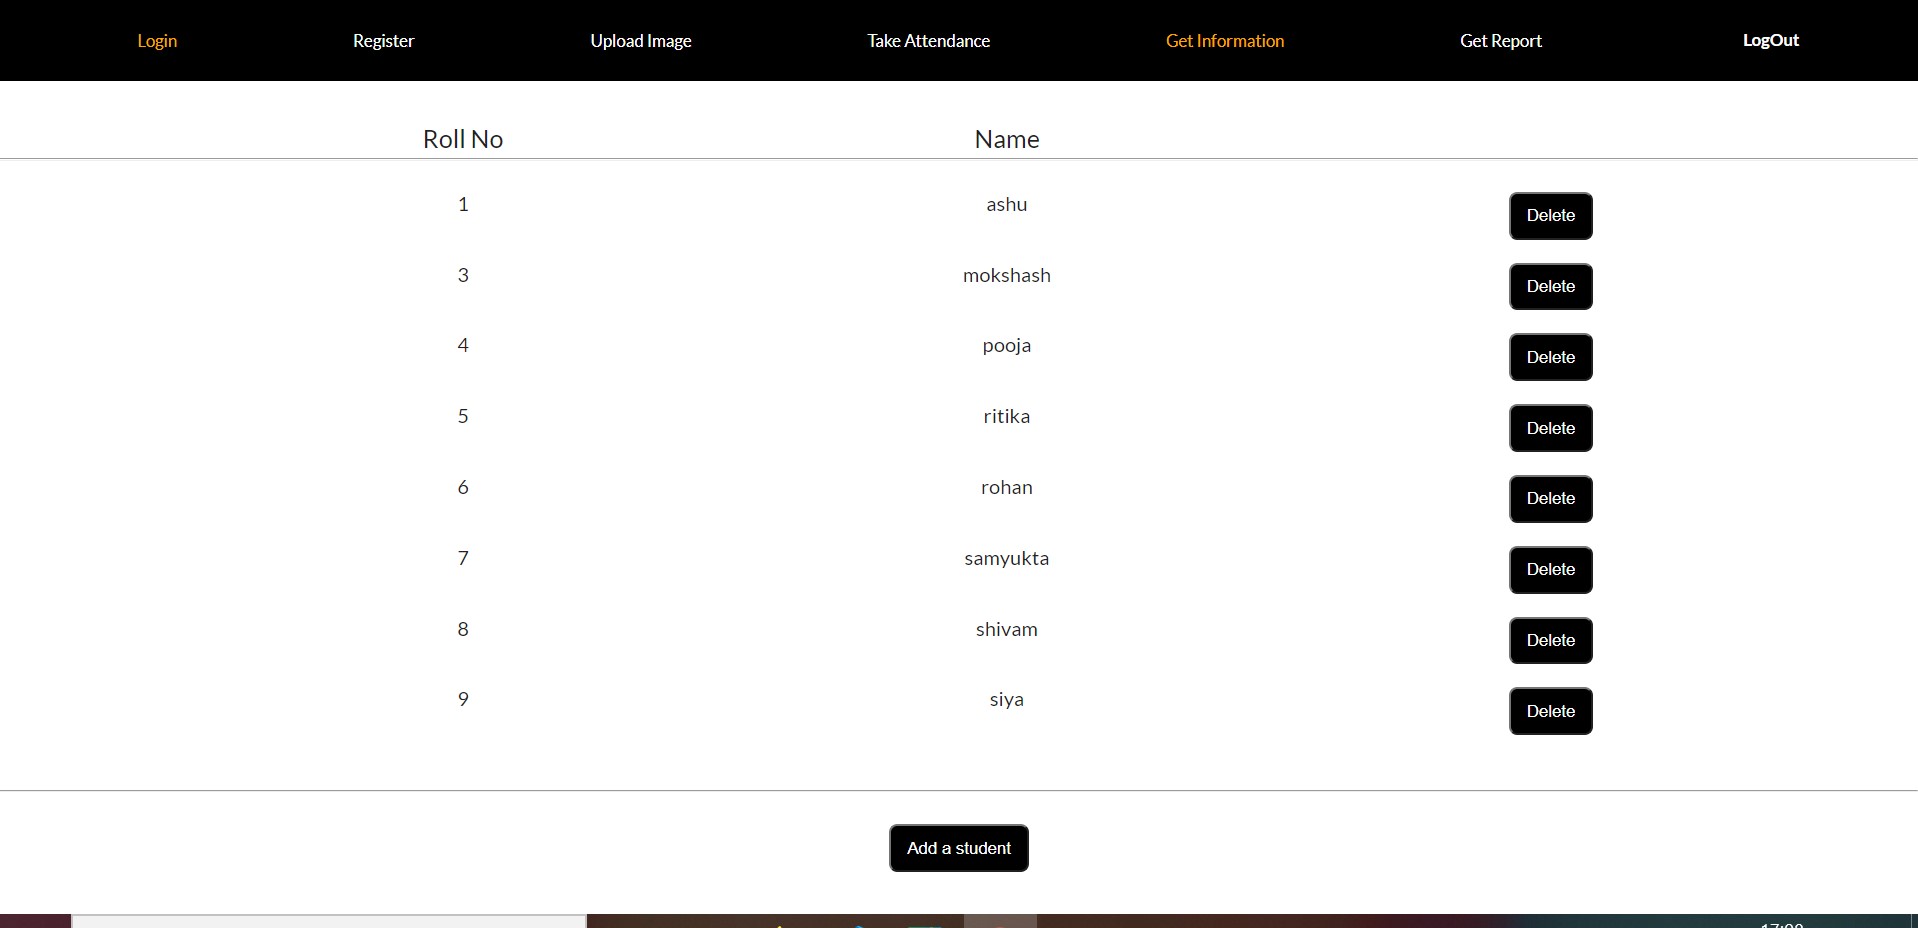 Login Register Upload Image Take Attendance Get Information Get Report LogOut
Roll No Name
1 ashu Delete
3 mokshash Delete
4 pooja Delete
5 ritika Delete
6 rohan Delete
7 samyukta Delete
8 shivam Delete
9 siya Delete
Add a student